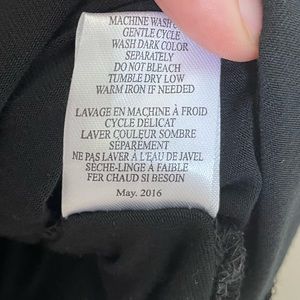 MACHINE WASH
GENTLE CYCLE
WASH DARK COLOR
SEPARATELY
DO NOT BLEACH
TUMBLE DRY LOW
WARM IRON IF NEEDED
LAVAGE EN MACHINE À FROID
CYCLE DÉLICAT
LAVER COULEUR SOMBRE
SÉPARÉMENT
NE PAS LAVER À L'EAU DE JAVEL
SÈCHE-LINGE À FAIBLE
FER CHAUD SI BESOIN
May. 2016